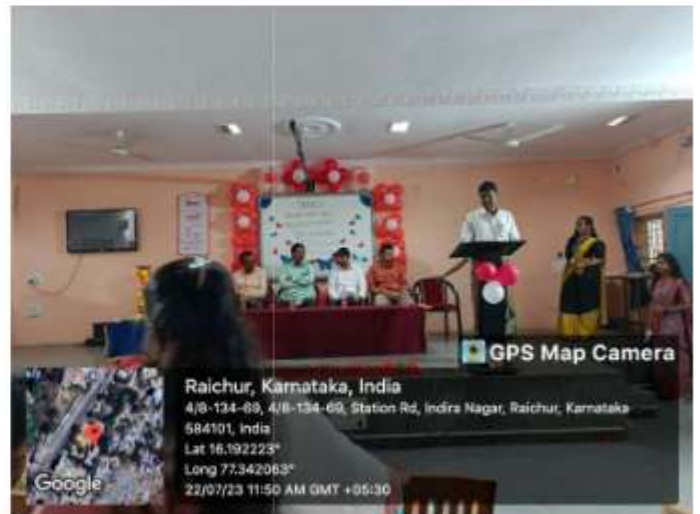 GPS Map Camera
Raichur, Karnataka, India
4/8-134-69, 4/8-134-69, Station Rd, Indira Nagar, Raichur, Karnataka
584101, India
Lat 16.192223°
Long 77.342063°
22/07/23 11:50 AM GMT +05:30
Google